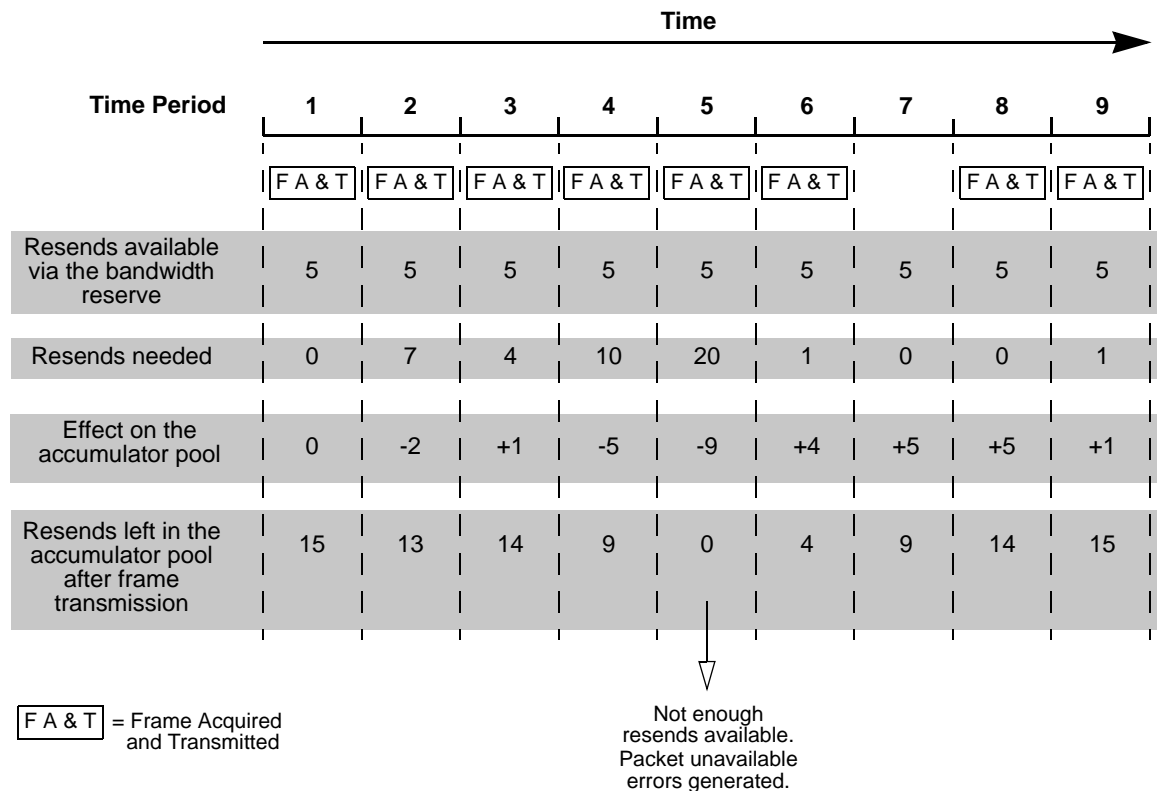 Time
Time Period 1 2 3 4 5 6 7 8 9
F A & T F A & T F A & T F A & T F A & T F A & T F A & T F A & T
Resends available
via the bandwidth
reserve
5 5 5 5 5 5 5 5 5
Resends needed 0 7 4 10 20 1 0 0 1
Effect on the
accumulator pool
0 -2 +1 -5 -9 +4 +5 +5 +1
Resends left in the
accumulator pool
after frame
transmission
15 13 14 9 0 4 9 14 15
F A & T = Frame Acquired
and Transmitted
Not enough
resends available.
Packet unavailable
errors generated.